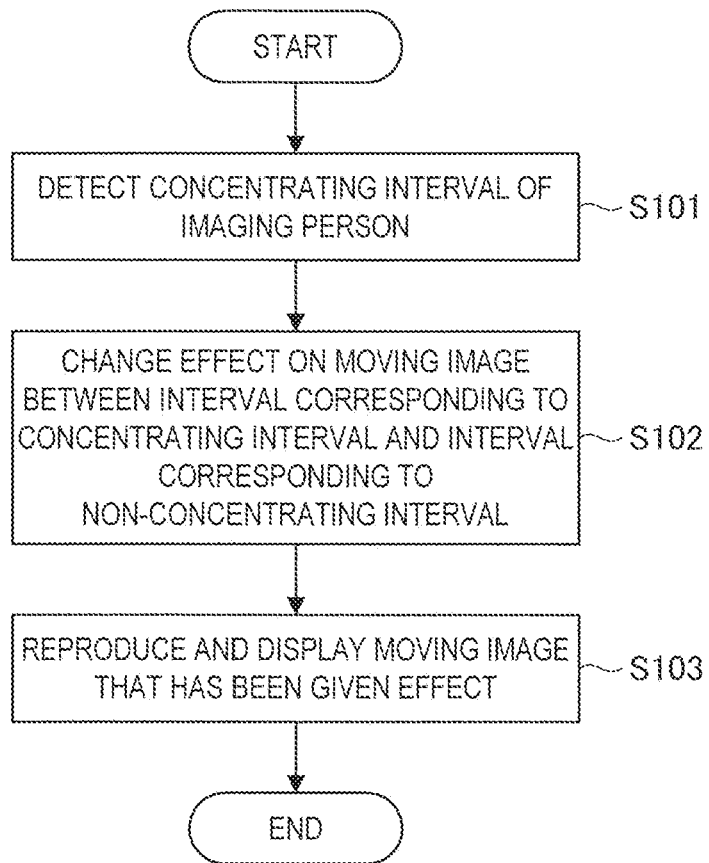 START
DETECT CONCENTRATING INTERVAL OF
IMAGING PERSON
S101
CHANGE EFFECT ON MOVING IMAGE
BETWEEN INTERVAL CORRESPONDING TO
CONCENTRATING INTERVAL AND INTERVAL
CORRESPONDING TO
NON-CONCENTRATING INTERVAL
S102
REPRODUCE AND DISPLAY MOVING IMAGE
THAT HAS BEEN GIVEN EFFECT
S103
END